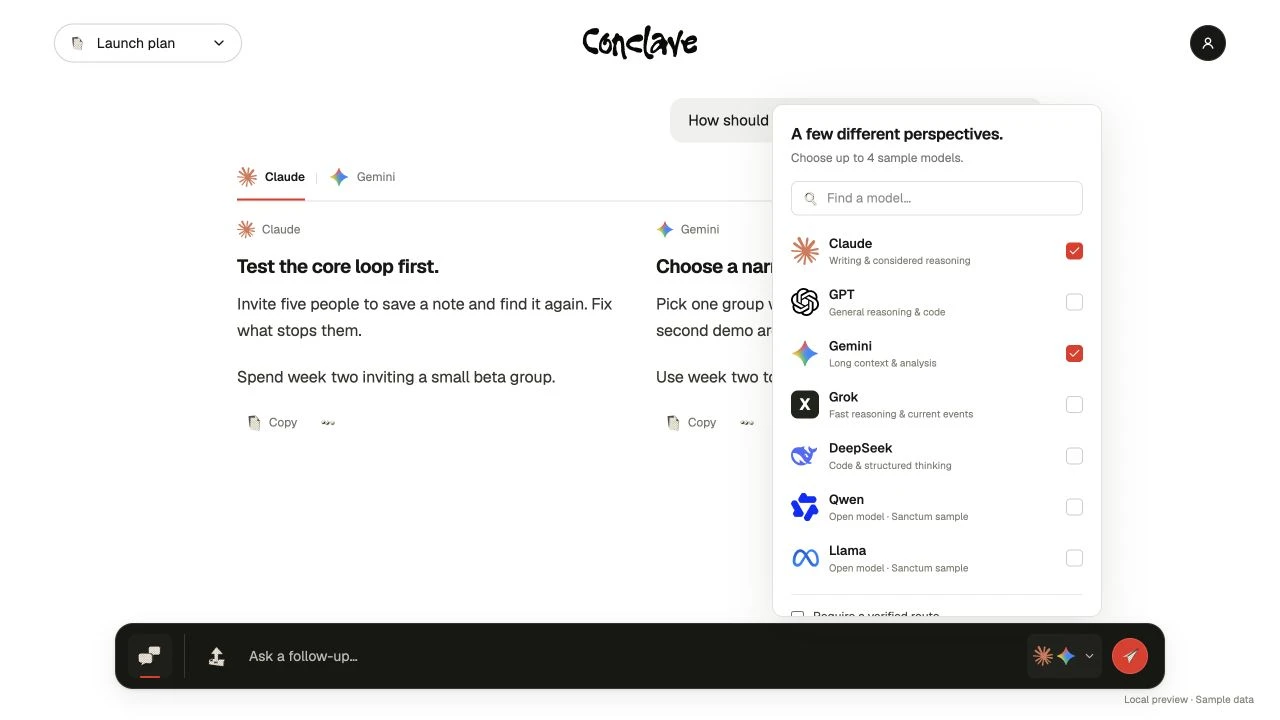 Launch plan
Conclave
How should
A few different perspectives.
Choose up to 4 sample models.
Find a model...
Claude
Writing & considered reasoning
GPT
General reasoning & code
Gemini
Long context & analysis
Grok
Fast reasoning & current events
DeepSeek
Code & structured thinking
Qwen
Open model · Sanctum sample
Llama
Open model · Sanctum sample
Require a verified route
Claude
Gemini
Claude
Test the core loop first.
Invite five people to save a note and find it again. Fix
what stops them.
Spend week two inviting a small beta group.
Copy
Gemini
Choose a
Pick one group
second demo
Use week two
Copy
Ask a follow-up...
Local preview · Sample data